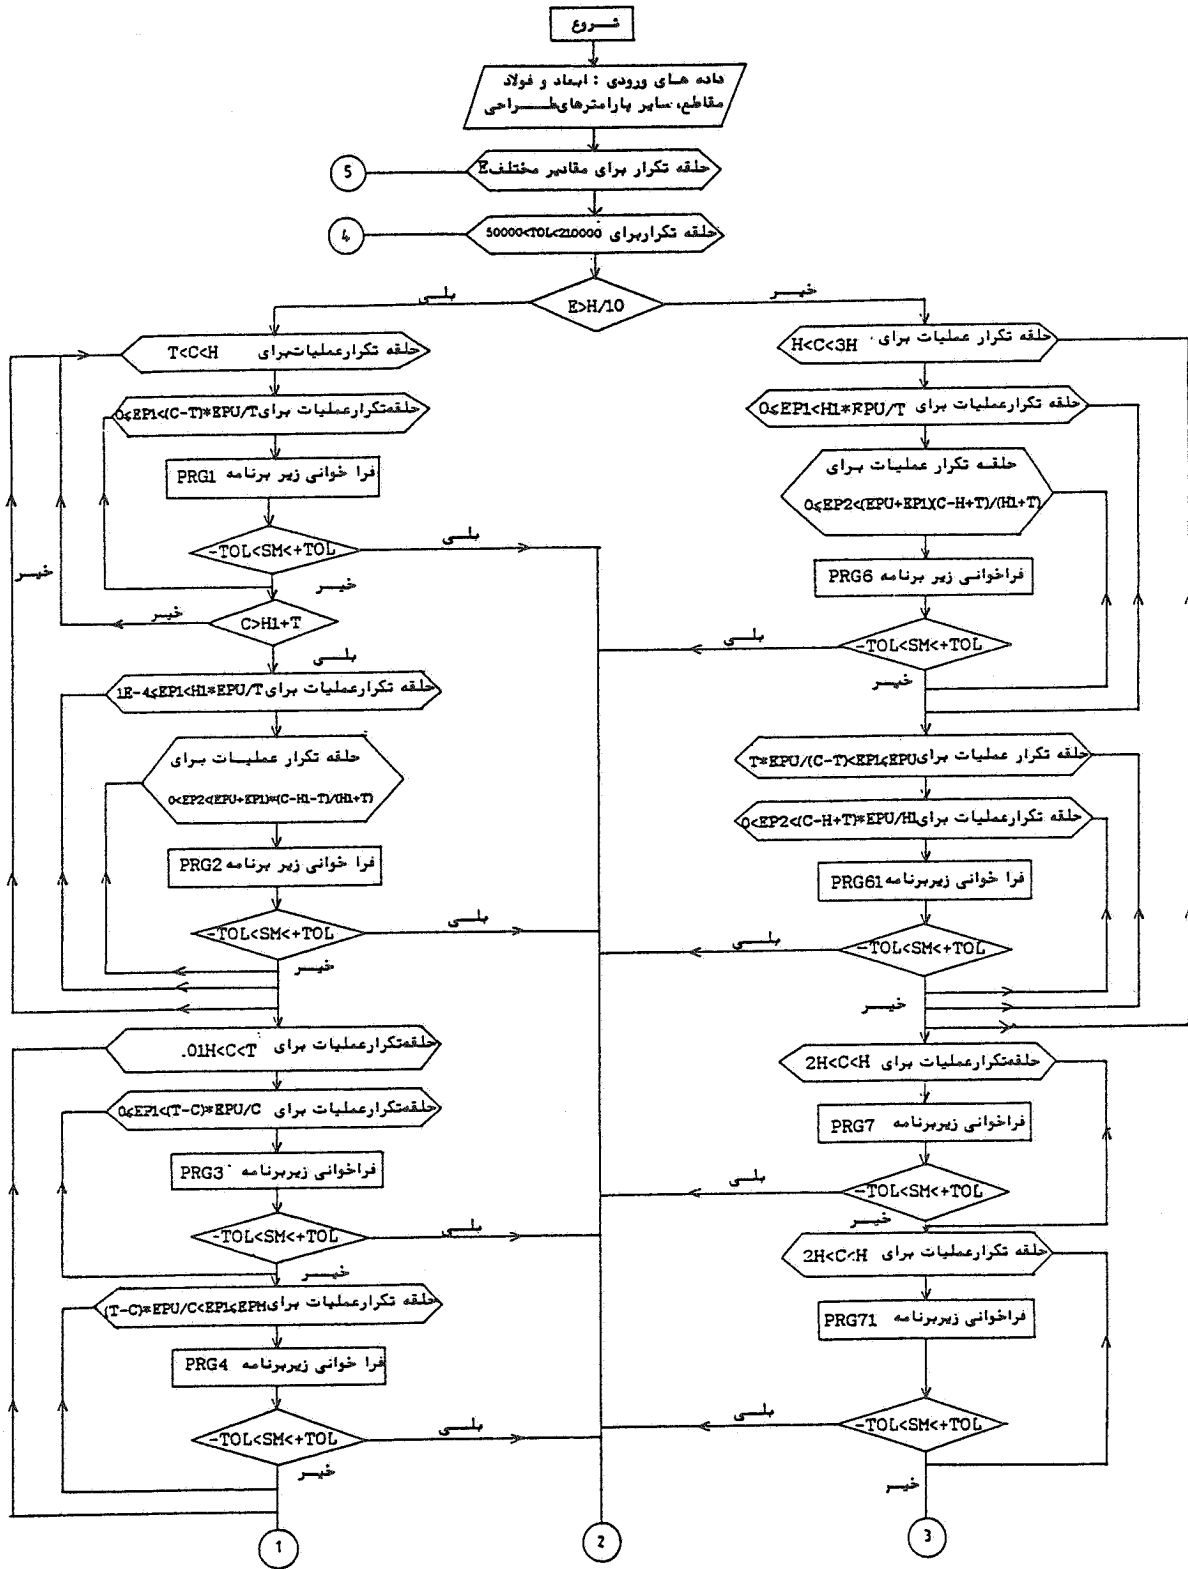 شروع
داده های ورودی : ابعاد و فولاد
مقاطع، سایر پارامترهای طراحی
5
حلقه تکرار برای مقادیر مختلف E
4
حلقه تکرار برای 50000<TOL<210000
E>H/10
بلی
خیر
حلقه تکرار عملیات برای T<C<H
حلقه تکرار عملیات برای 0≤EP1<(C-T)*EPU/T
فرا خوانی زیر برنامه PRG1
-TOL<SM<+TOL
بلی
خیر
خیر
C>H1+T
خیر
بلی
حلقه تکرار عملیات برای 1E-4≤EP1<H1*EPU/T
حلقه تکرار عملیات برای
0<EP2<(EPU+EP1)*(C-H1-T)/(H1+T)
فرا خوانی زیر برنامه PRG2
-TOL<SM<+TOL
بلی
خیر
حلقه تکرار عملیات برای .01H<C<T
حلقه تکرار عملیات برای 0≤EP1<(T-C)*EPU/C
فراخوانی زیربرنامه PRG3
-TOL<SM<+TOL
بلی
خیر
حلقه تکرار عملیات برای (T-C)*EPU/C<EP1≤EPM
فرا خوانی زیربرنامه PRG4
-TOL<SM<+TOL
بلی
خیر
1
2
حلقه تکرار عملیات برای H<C<3H
حلقه تکرار عملیات برای 0≤EP1<H1*EPU/T
حلقه تکرار عملیات برای
0≤EP2<(EPU+EP1)(C-H+T)/(H1+T)
فراخوانی زیر برنامه PRG6
-TOL<SM<+TOL
بلی
خیر
حلقه تکرار عملیات برای T*EPU/(C-T)<EP1≤EPU
حلقه تکرار عملیات برای 0<EP2<(C-H+T)*EPU/H1
فرا خوانی زیربرنامه PRG61
-TOL<SM<+TOL
بلی
خیر
حلقه تکرار عملیات برای 2H<C<H
فراخوانی زیربرنامه PRG7
-TOL<SM<+TOL
بلی
خیر
حلقه تکرار عملیات برای 2H<C<H
فراخوانی زیربرنامه PRG71
-TOL<SM<+TOL
بلی
خیر
3